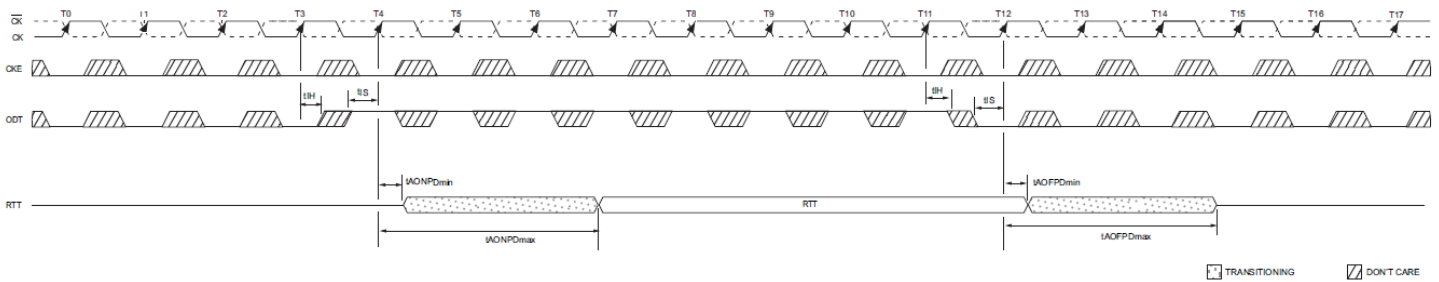 CK T0 T1 T2 T3 T4 T5 T6 T7 T8 T9 T10 T11 T12 T13 T14 T15 T16 T17
CK
CKE
tIH tIS tIH tIS
ODT
tAONPDmin tAOFPDmin
RTT RTT
tAONPDmax tAOFPDmax
TRANSITIONING DON'T CARE